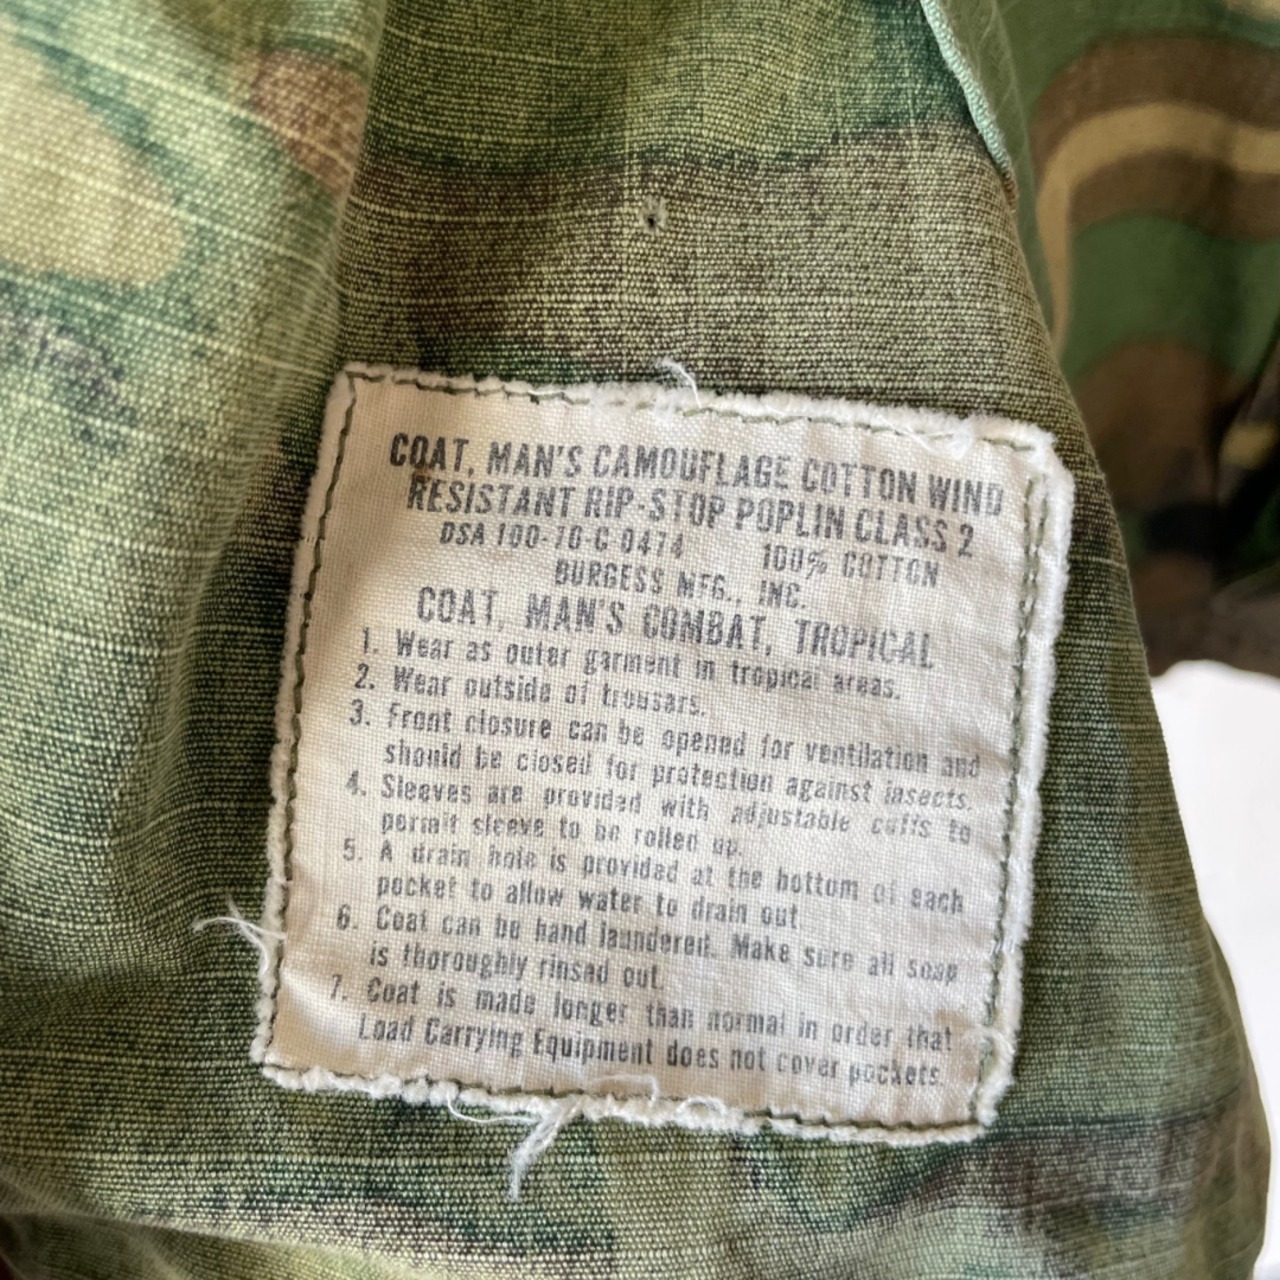 COAT, MAN'S CAMOUFLAGE COTTON WIND
RESISTANT RIP-STOP POPLIN CLASS 2
DSA 100-70-C 0474 100% COTTON
BURGESS MFG., INC.
COAT, MAN'S COMBAT, TROPICAL
1. Wear as outer garment in tropical areas.
2. Wear outside of trousars.
3. Front closure can be opened for ventilation and
should be closed for protection against insects.
4. Sleeves are provided with adjustable cuffs to
permit sleeve to be rolled up.
5. A drain hole is provided at the bottom of each
pocket to allow water to drain out.
6. Coat can be hand laundered. Make sure all soap
is thoroughly rinsed out.
7. Coat is made longer than normal in order that
Load Carrying Equipment does not cover pockets.